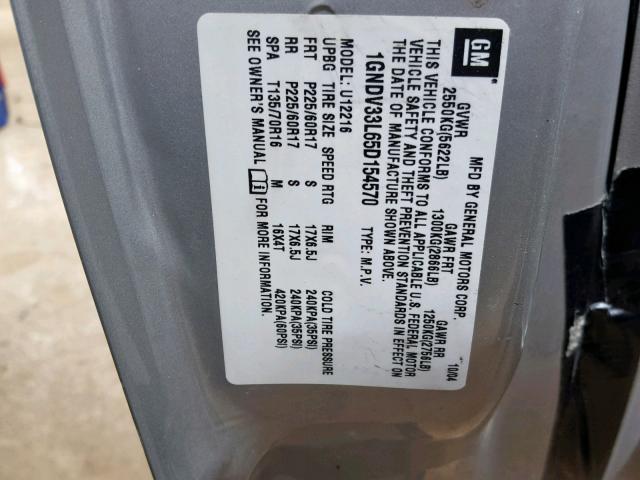 GM
MFD BY GENERAL MOTORS CORP. 10/04
GVWR GAWR FRT GAWR RR
2550KG(5622LB) 1300KG(2866LB) 1250KG(2756LB)
THIS VEHICLE CONFORMS TO ALL APPLICABLE U.S. FEDERAL MOTOR
VEHICLE SAFETY AND THEFT PREVENTION STANDARDS IN EFFECT ON
THE DATE OF MANUFACTURE SHOWN ABOVE.
1GNDV33L65D154570 TYPE: M.P.V.
MODEL: U12216
UPBG TIRE SIZE SPEED RTG RIM COLD TIRE PRESSURE
FRT P225/60R17 S 17X6.5J 240KPA(35PSI)
RR P225/60R17 S 17X6.5J 240KPA(35PSI)
SPA T135/70R16 M 16X4T 420KPA(60PSI)
SEE OWNER'S MANUAL FOR MORE INFORMATION.